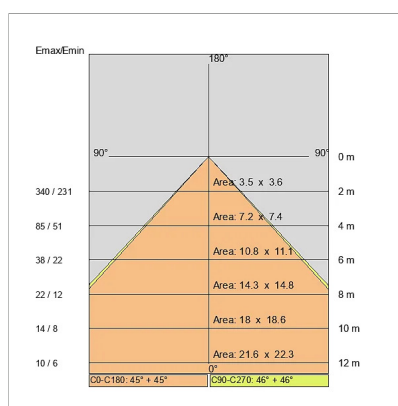 Emax/Emin
180°
90° 90° 0 m
Area: 3.5 x 3.6
340 / 231 2 m
Area: 7.2 x 7.4
85 / 51 4 m
Area: 10.8 x 11.1
38 / 22 6 m
Area: 14.3 x 14.8
22 / 12 8 m
Area: 18 x 18.6
14 / 8 10 m
Area: 21.6 x 22.3
10 / 6 12 m
0°
C0-C180: 45° + 45° C90-C270: 46° + 46°